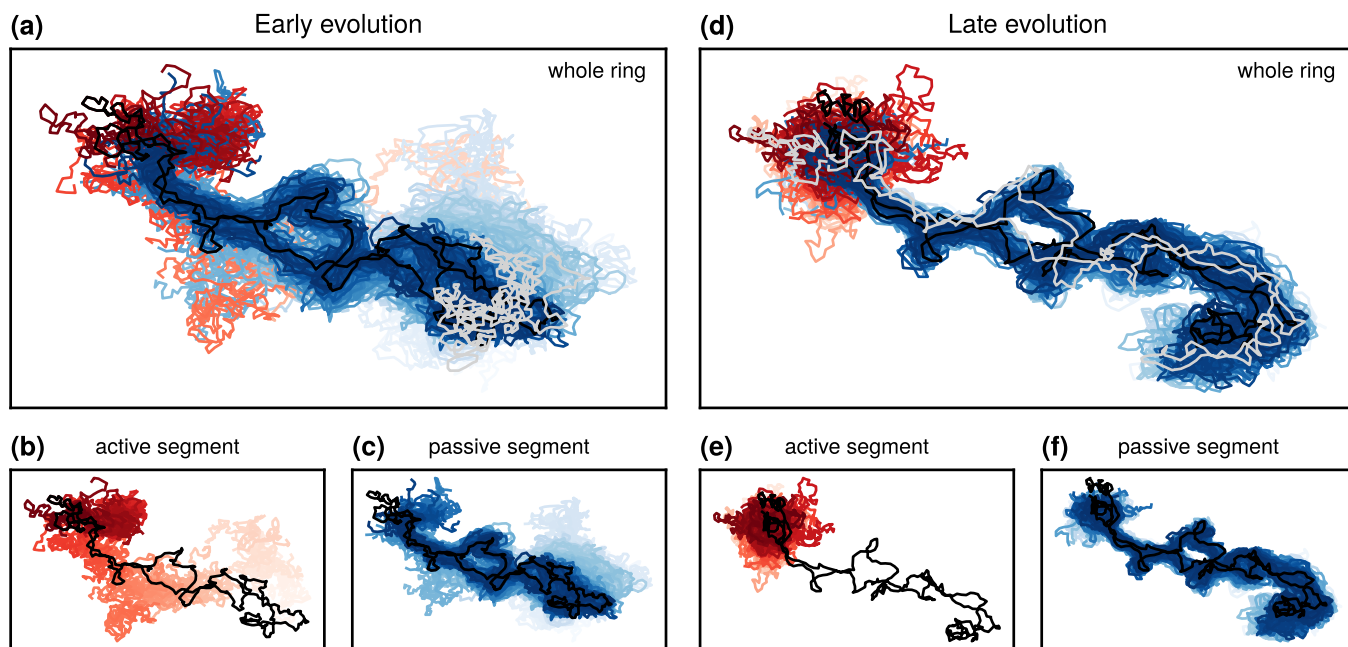 (a) Early evolution
whole ring
(b) active segment
(c) passive segment
(d) Late evolution
whole ring
(e) active segment
(f) passive segment